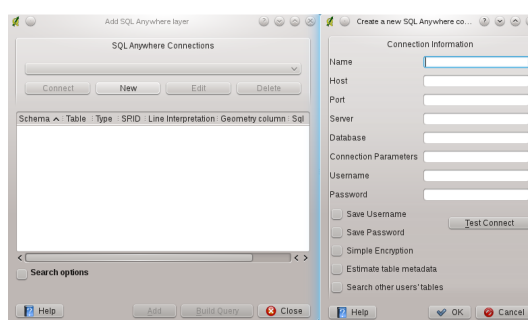 Add SQL Anywhere layer
SQL Anywhere Connections
Connect New Edit Delete
Schema Table Type SRID Line Interpretation Geometry column Sql
Search options
Help Add Build Query Close
Create a new SQL Anywhere co...
Connection Information
Name
Host
Port
Server
Database
Connection Parameters
Username
Password
Save Username
Test Connect
Save Password
Simple Encryption
Estimate table metadata
Search other users' tables
Help OK Cancel